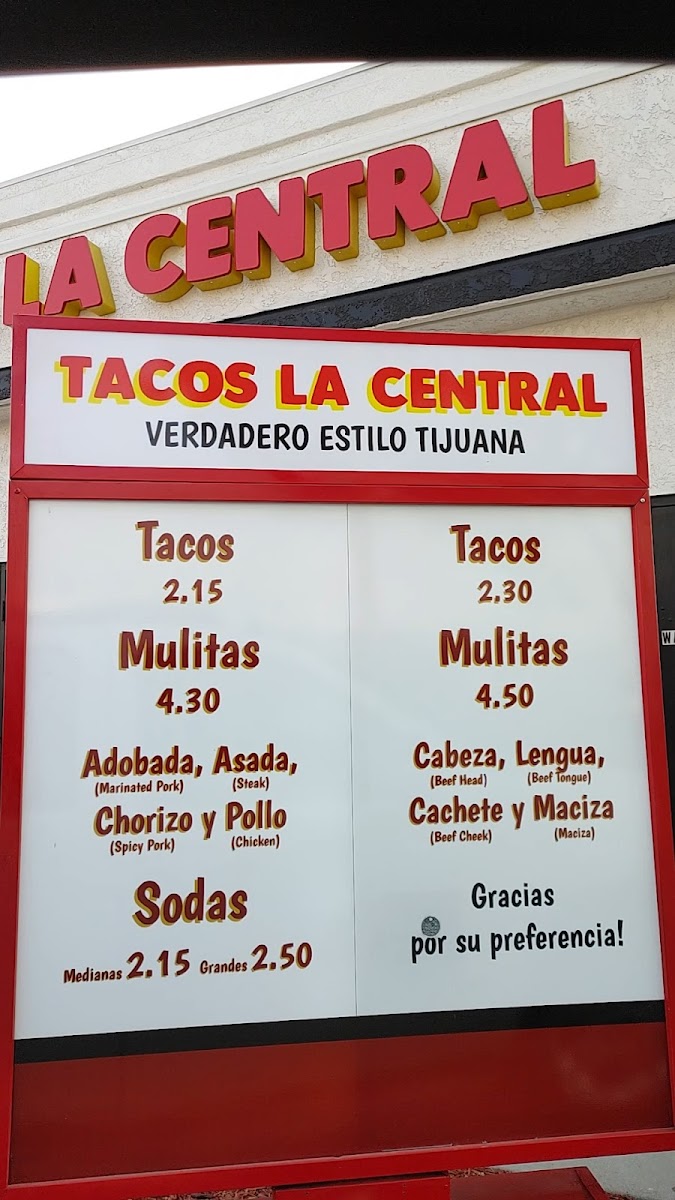 LA CENTRAL
TACOS LA CENTRAL
VERDADERO ESTILO TIJUANA
Tacos
2.15
Mulitas
4.30
Adobada, Asada,
(Marinated Pork) (Steak)
Chorizo y Pollo
(Spicy Pork) (Chicken)
Sodas
Medianas 2.15 Grandes 2.50
Tacos
2.30
Mulitas
4.50
Cabeza, Lengua,
(Beef Head) (Beef Tongue)
Cachete y Maciza
(Beef Cheek) (Maciza)
Gracias
por su preferencia!